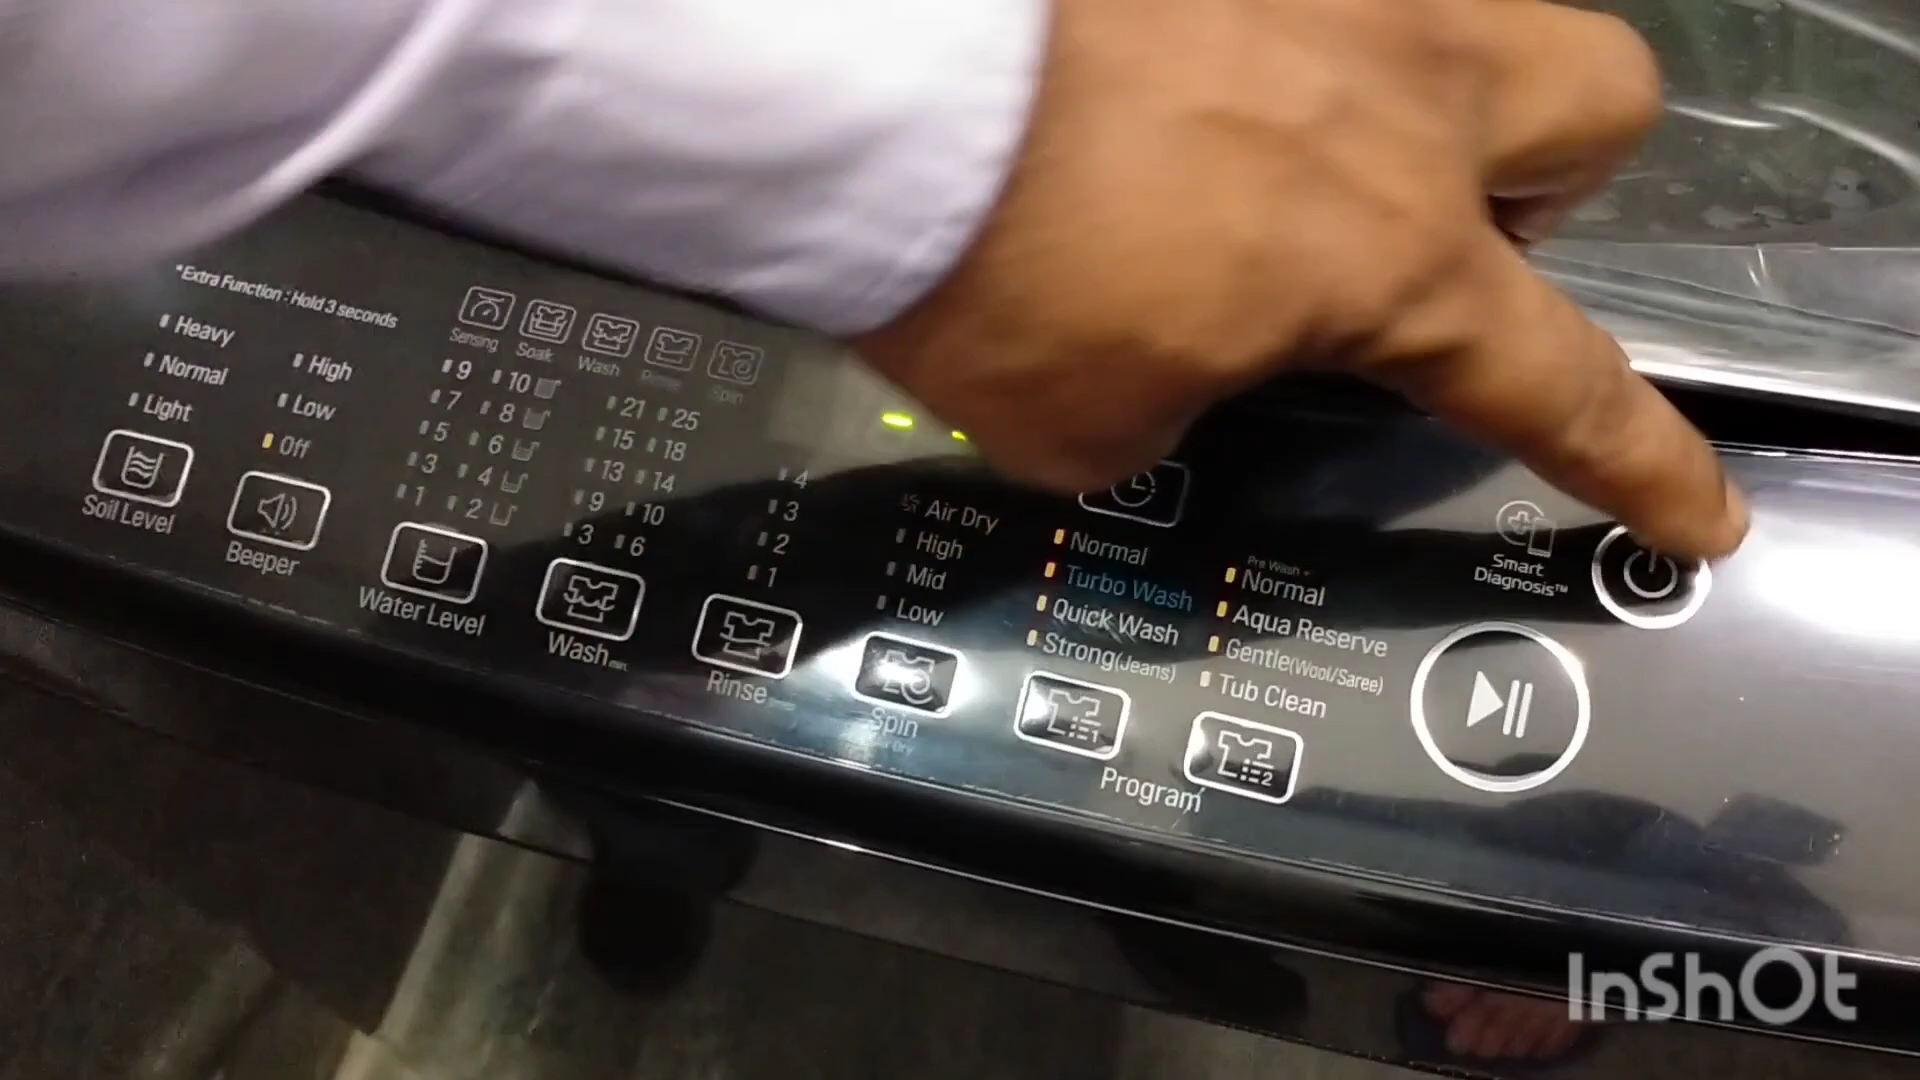 *Extra Function : Hold 3 seconds
Heavy
Normal
Light
Soil Level
High
Low
Off
Beeper
Sensing
Soak
Wash
Rinse
Spin
9 10
7 8
5 6
3 4
1 2
Water Level
21 25
15 18
13 14
9 10
3 6
Wash min.
4
3
2
1
Rinse
Air Dry
High
Mid
Low
Spin
Normal
Turbo Wash
Quick Wash
Strong(Jeans)
Pre Wash +
Normal
Aqua Reserve
Gentle(Wool/Saree)
Tub Clean
1
2
Program
Smart
Diagnosis™
InShOt